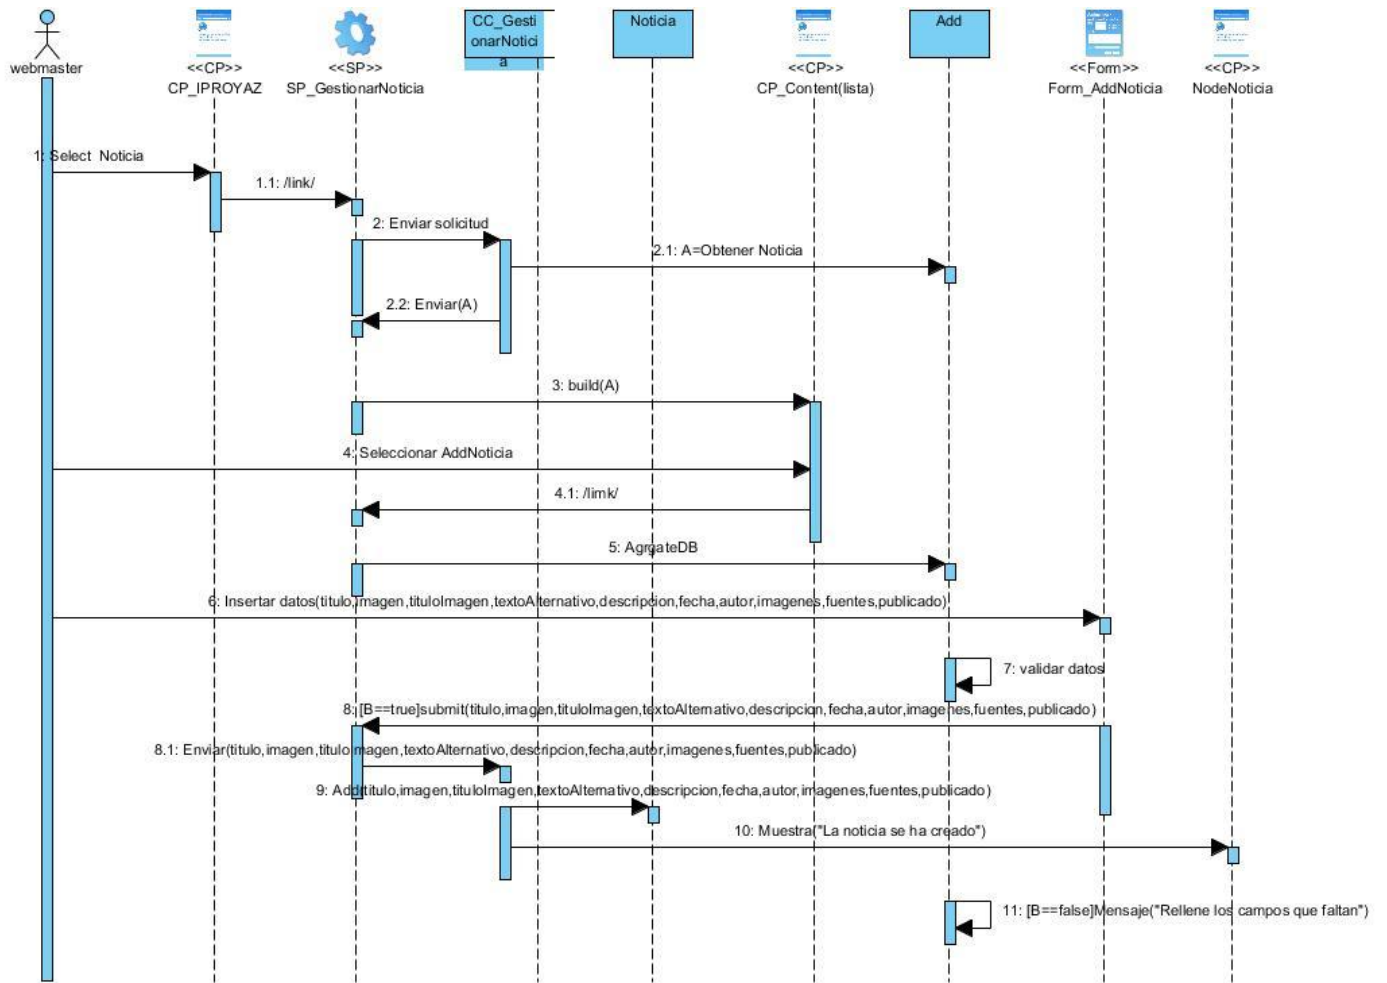 CC_Gesti
onarNotici
a
Noticia
Add
webmaster
<<CP>>
CP_IPROYAZ
<<SP>>
SP_GestionarNoticia
<<CP>>
CP_Content(lista)
<<Form>>
Form_AddNoticia
<<CP>>
NodeNoticia
1: Select Noticia
1.1: /link/
2: Enviar solicitud
2.1: A=Obtener Noticia
2.2: Enviar(A)
3: build(A)
4: Seleccionar AddNoticia
4.1: /limk/
5: AgrgateDB
6: Insertar datos(titulo,imagen,tituloImagen,textoAlternativo,descripcion,fecha,autor,imagenes,fuentes,publicado)
7: validar datos
8: [B==true]submit(titulo,imagen,tituloImagen,textoAlternativo,descripcion,fecha,autor,imagenes,fuentes,publicado)
8.1: Enviar(titulo,imagen,tituloImagen,textoAlternativo,descripcion,fecha,autor,imagenes,fuentes,publicado)
9: Add(titulo,imagen,tituloImagen,textoAlternativo,descripcion,fecha,autor,imagenes,fuentes,publicado)
10: Muestra("La noticia se ha creado")
11: [B==false]Mensaje("Rellene los campos que faltan")